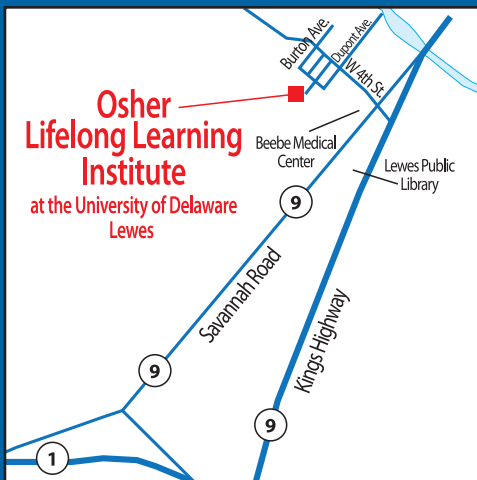 Burton Ave.
Dupont Ave.
W 4th St.
Osher
Lifelong Learning
Institute
at the University of Delaware
Lewes
Beebe Medical
Center
Lewes Public
Library
9
Savannah Road
Kings Highway
9
9
1